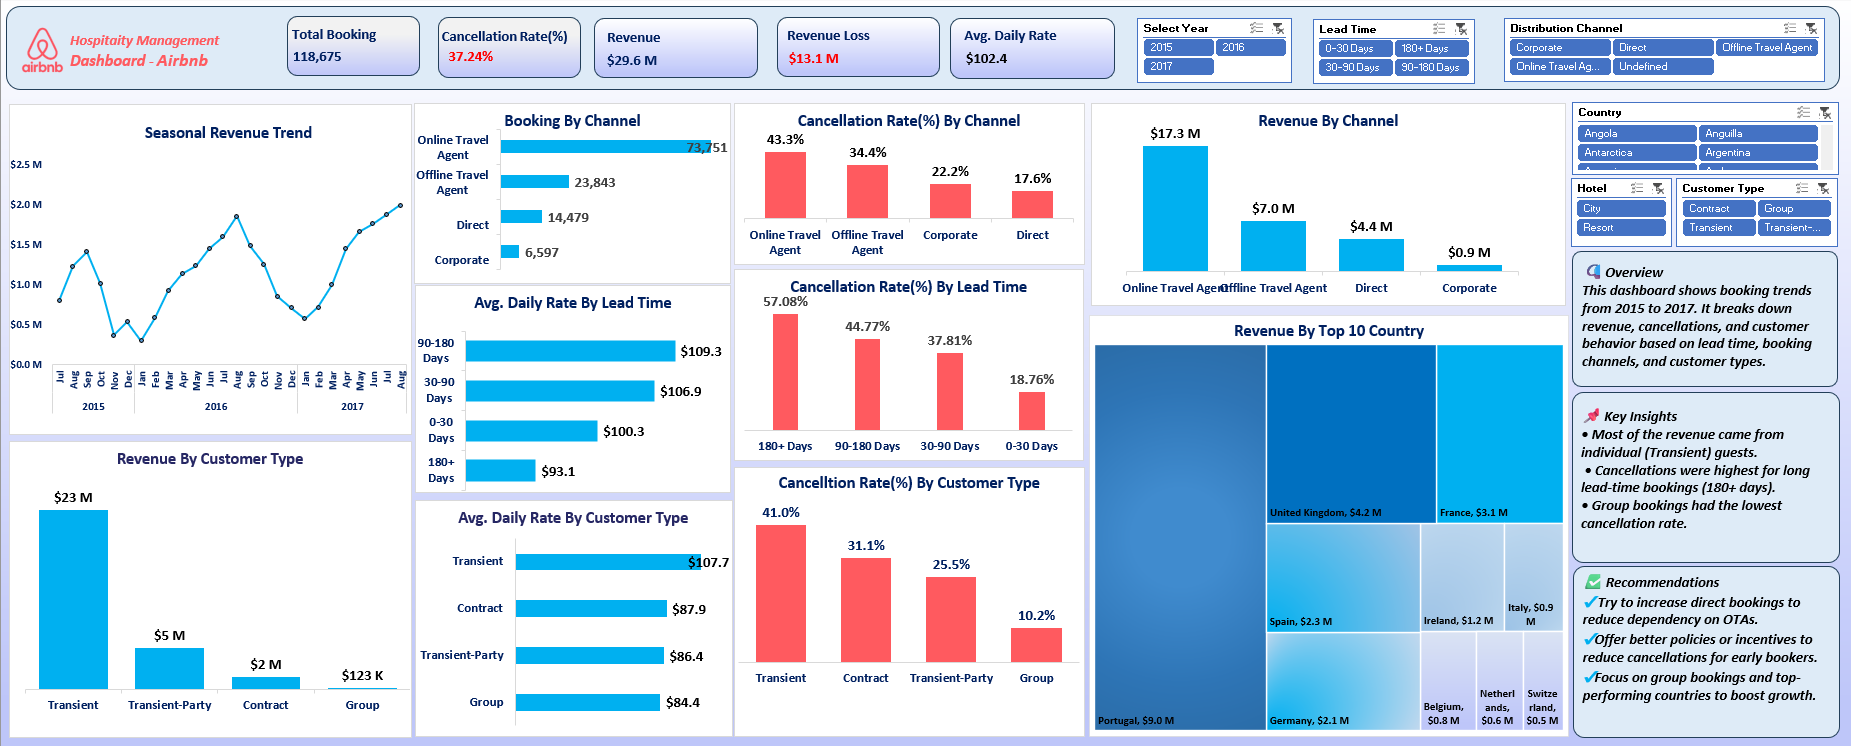 airbnb
Hospitaity Management
Dashboard - Airbnb
Total Booking
118,675
Cancellation Rate(%)
37.24%
Revenue
$29.6 M
Revenue Loss
$13.1 M
Avg. Daily Rate
$102.4
Select Year
2015 2016
2017
Lead Time
0-30 Days 180+ Days
30-90 Days 90-180 Days
Distribution Channel
Corporate Direct Offline Travel Agent
Online Travel Ag... Undefined
Seasonal Revenue Trend
$2.5 M
$2.0 M
$1.5 M
$1.0 M
$0.5 M
$0.0 M
Jul Aug Sep Oct Nov Dec Jan Feb Mar Apr May Jun Jul Aug Sep Oct Nov Dec Jan Feb Mar Apr May Jun Jul Aug
2015 2016 2017
Revenue By Customer Type
$23 M
$5 M
$2 M
$123 K
Transient Transient-Party Contract Group
Booking By Channel
Online Travel
Agent
73,751
Offline Travel
Agent
23,843
Direct
14,479
Corporate
6,597
Avg. Daily Rate By Lead Time
90-180
Days
$109.3
30-90
Days
$106.9
0-30
Days
$100.3
180+
Days
$93.1
Avg. Daily Rate By Customer Type
Transient $107.7
Contract $87.9
Transient-Party $86.4
Group $84.4
Cancellation Rate(%) By Channel
43.3%
34.4%
22.2%
17.6%
Online Travel
Agent
Offline Travel
Agent
Corporate
Direct
Cancellation Rate(%) By Lead Time
57.08%
44.77%
37.81%
18.76%
180+ Days 90-180 Days 30-90 Days 0-30 Days
Cancelltion Rate(%) By Customer Type
41.0%
31.1%
25.5%
10.2%
Transient Contract Transient-Party Group
Revenue By Channel
$17.3 M
$7.0 M
$4.4 M
$0.9 M
Online Travel Agent Offline Travel Agent Direct Corporate
Revenue By Top 10 Country
Portugal, $9.0 M
United Kingdom, $4.2 M
France, $3.1 M
Spain, $2.3 M
Germany, $2.1 M
Ireland, $1.2 M
Italy, $0.9
M
Belgium,
$0.8 M
Netherl
ands,
$0.6 M
Switze
rland,
$0.5 M
Country
Angola Anguilla
Antarctica Argentina
Hotel
City
Resort
Customer Type
Contract Group
Transient Transient-...
Overview
This dashboard shows booking trends
from 2015 to 2017. It breaks down
revenue, cancellations, and customer
behavior based on lead time, booking
channels, and customer types.
Key Insights
• Most of the revenue came from
individual (Transient) guests.
• Cancellations were highest for long
lead-time bookings (180+ days).
• Group bookings had the lowest
cancellation rate.
Recommendations
✓Try to increase direct bookings to
reduce dependency on OTAs.
✓Offer better policies or incentives to
reduce cancellations for early bookers.
✓Focus on group bookings and top-
performing countries to boost growth.